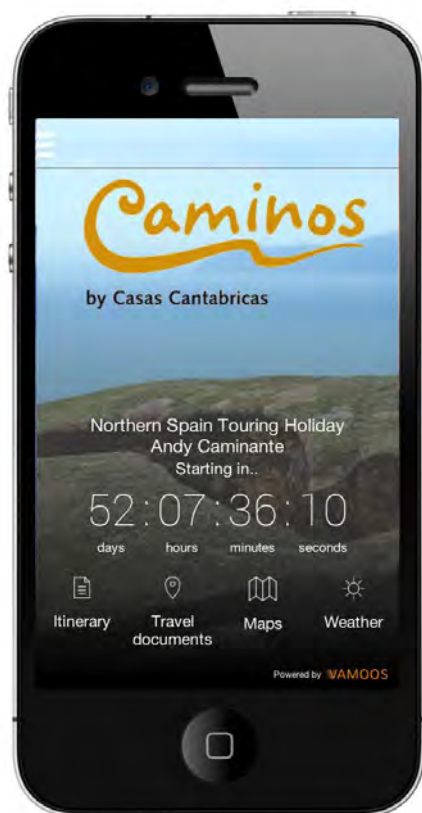 Caminos
by Casas Cantabricas
Northern Spain Touring Holiday
Andy Caminante
Starting in..
52:07:36:10
days hours minutes seconds
Itinerary Travel documents Maps Weather
Powered by VAMOOS